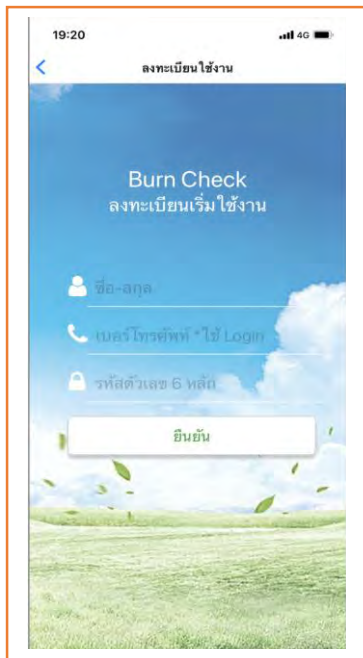 19:20
4G
ลงทะเบียนใช้งาน
Burn Check
ลงทะเบียนเริ่มใช้งาน
ชื่อ-สกุล
เบอร์โทรศัพท์ *ใช้ Login
รหัสตัวเลข 6 หลัก
ยืนยัน